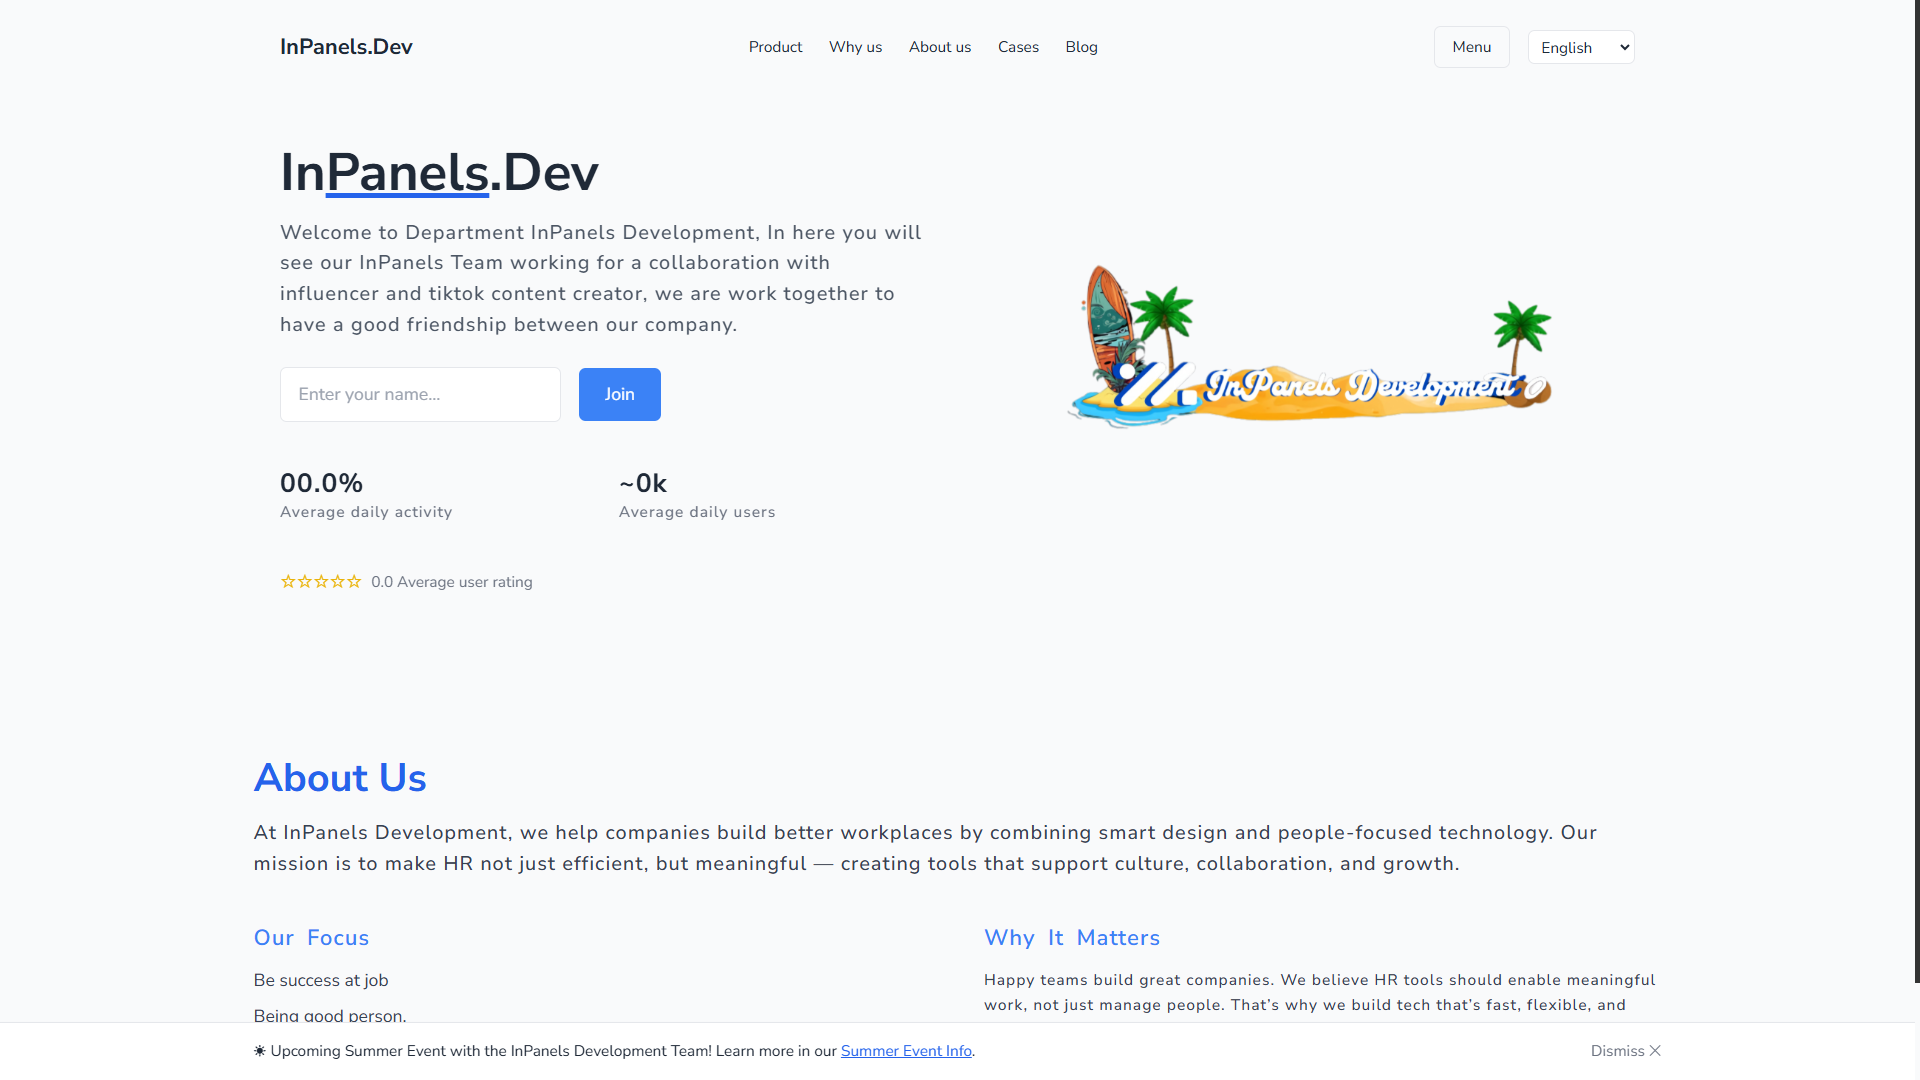 InPanels.Dev
Product Why us About us Cases Blog
Menu
English
InPanels.Dev
Welcome to Department InPanels Development, In here you will
see our InPanels Team working for a collaboration with
influencer and tiktok content creator, we are work together to
have a good friendship between our company.
Enter your name...
Join
InPanels Development
00.0%
Average daily activity
~0k
Average daily users
0.0 Average user rating
About Us
At InPanels Development, we help companies build better workplaces by combining smart design and people-focused technology. Our
mission is to make HR not just efficient, but meaningful — creating tools that support culture, collaboration, and growth.
Our Focus
Be success at job
Being good person.
Why It Matters
Happy teams build great companies. We believe HR tools should enable meaningful
work, not just manage people. That’s why we build tech that’s fast, flexible, and
☀ Upcoming Summer Event with the InPanels Development Team! Learn more in our Summer Event Info.
Dismiss